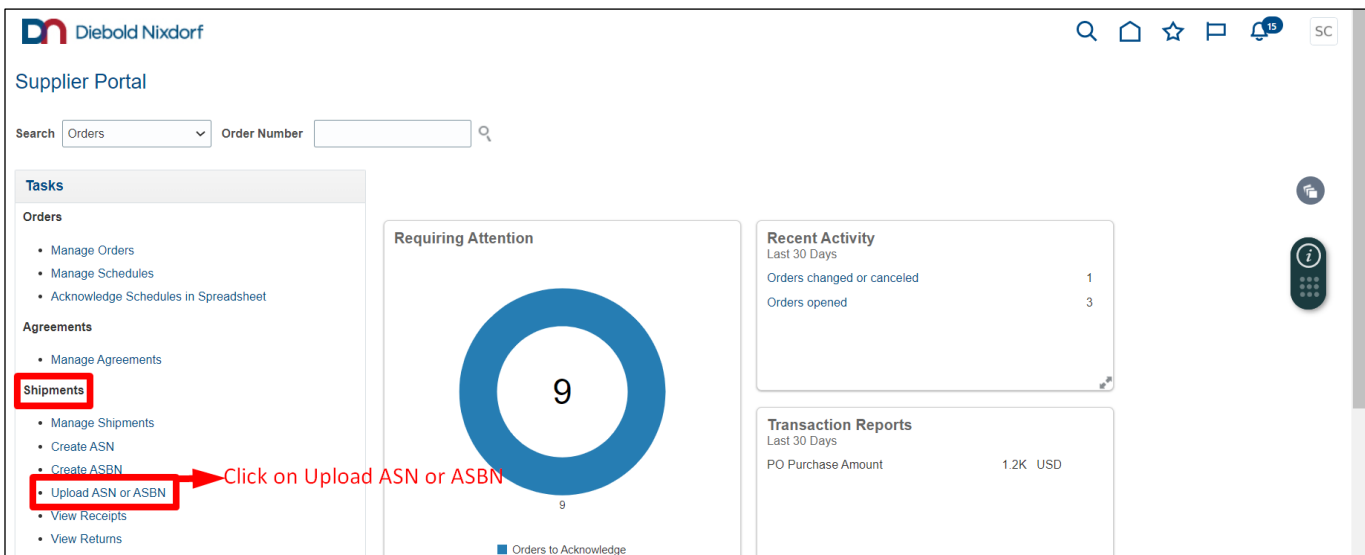 DN Diebold Nixdorf
15
SC
Supplier Portal
Search Orders Order Number
Tasks
Orders
• Manage Orders
• Manage Schedules
• Acknowledge Schedules in Spreadsheet
Agreements
• Manage Agreements
Shipments
• Manage Shipments
• Create ASN
• Create ASBN
• Upload ASN or ASBN
• View Receipts
• View Returns
Click on Upload ASN or ASBN
Requiring Attention
9
9
Orders to Acknowledge
Recent Activity
Last 30 Days
Orders changed or canceled 1
Orders opened 3
i
Transaction Reports
Last 30 Days
PO Purchase Amount 1.2K USD